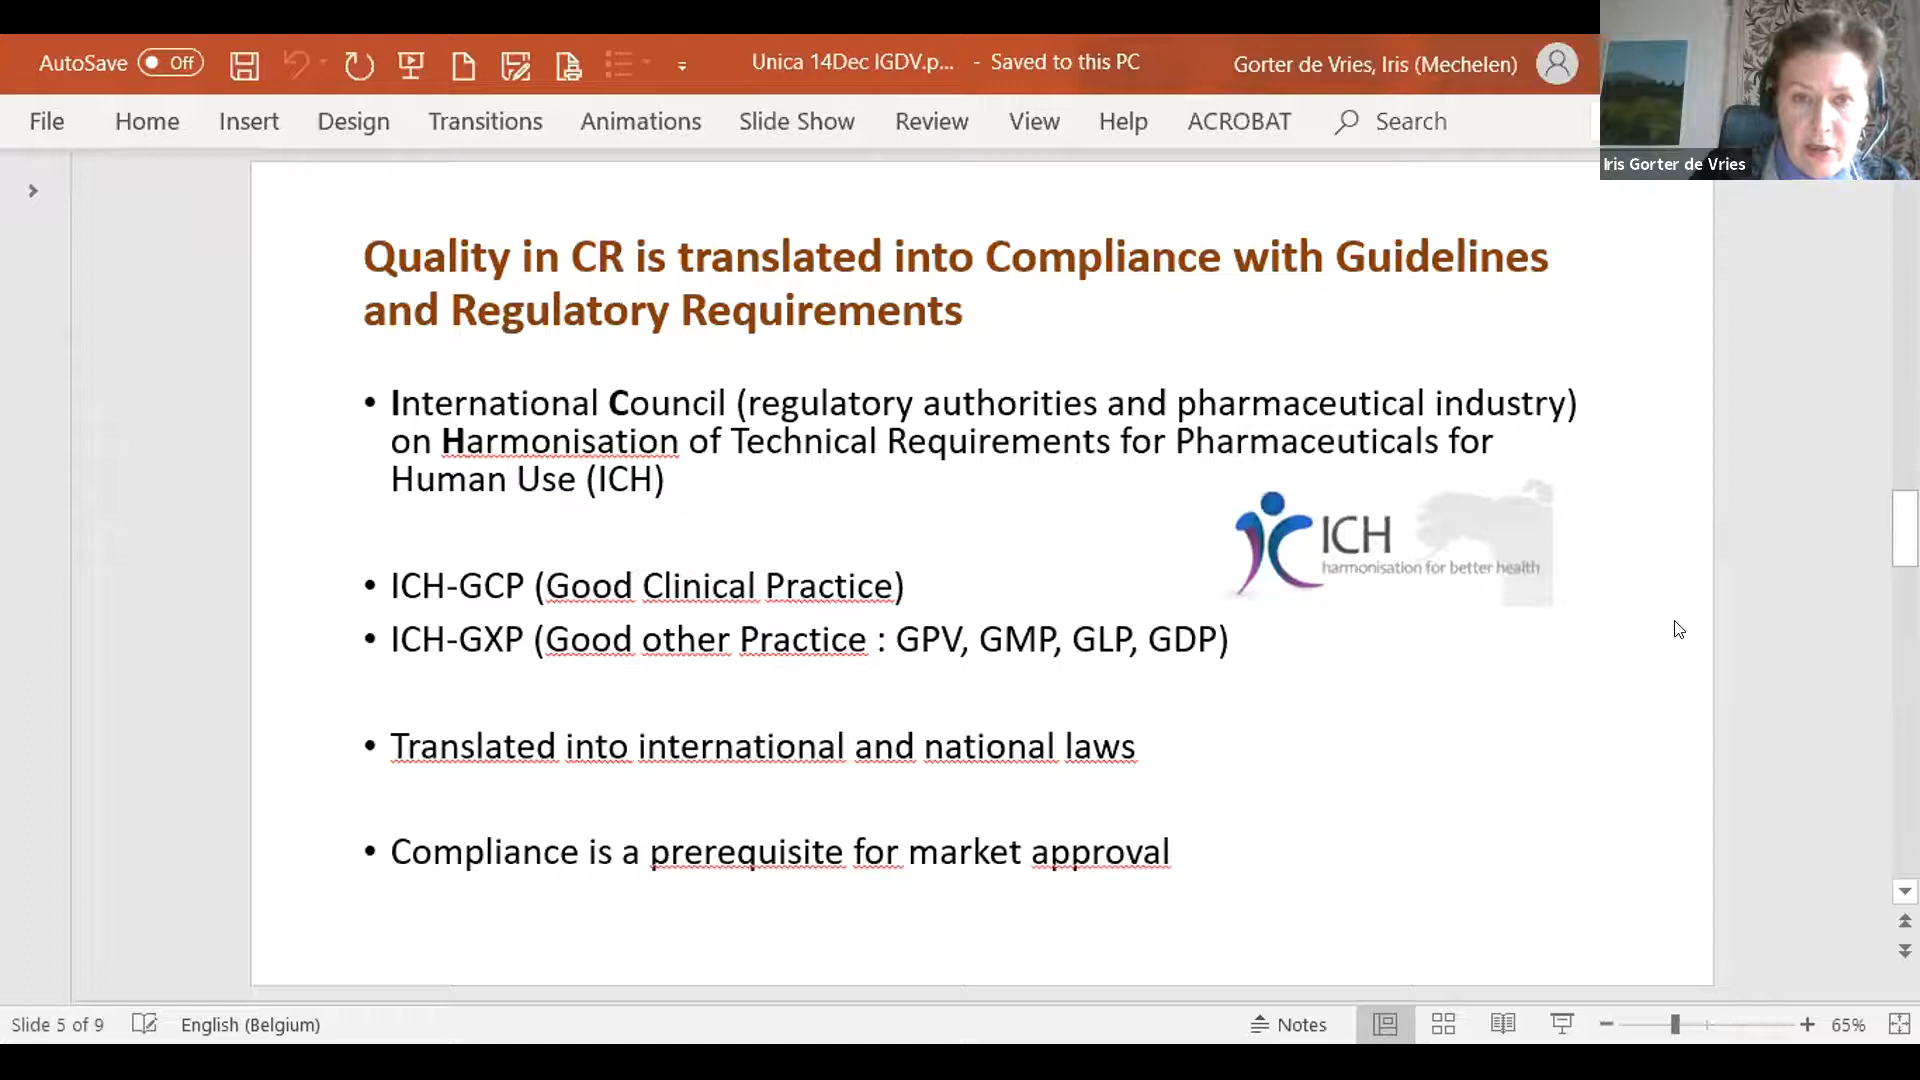 AutoSave Off Unica 14Dec IGDV.p... - Saved to this PC Gorter de Vries, Iris (Mechelen)
File Home Insert Design Transitions Animations Slide Show Review View Help ACROBAT Search
Iris Gorter de Vries
Quality in CR is translated into Compliance with Guidelines
and Regulatory Requirements
• International Council (regulatory authorities and pharmaceutical industry)
on Harmonisation of Technical Requirements for Pharmaceuticals for
Human Use (ICH)
ICH
harmonisation for better health
• ICH-GCP (Good Clinical Practice)
• ICH-GXP (Good other Practice : GPV, GMP, GLP, GDP)
• Translated into international and national laws
• Compliance is a prerequisite for market approval
Slide 5 of 9 English (Belgium) Notes 65%